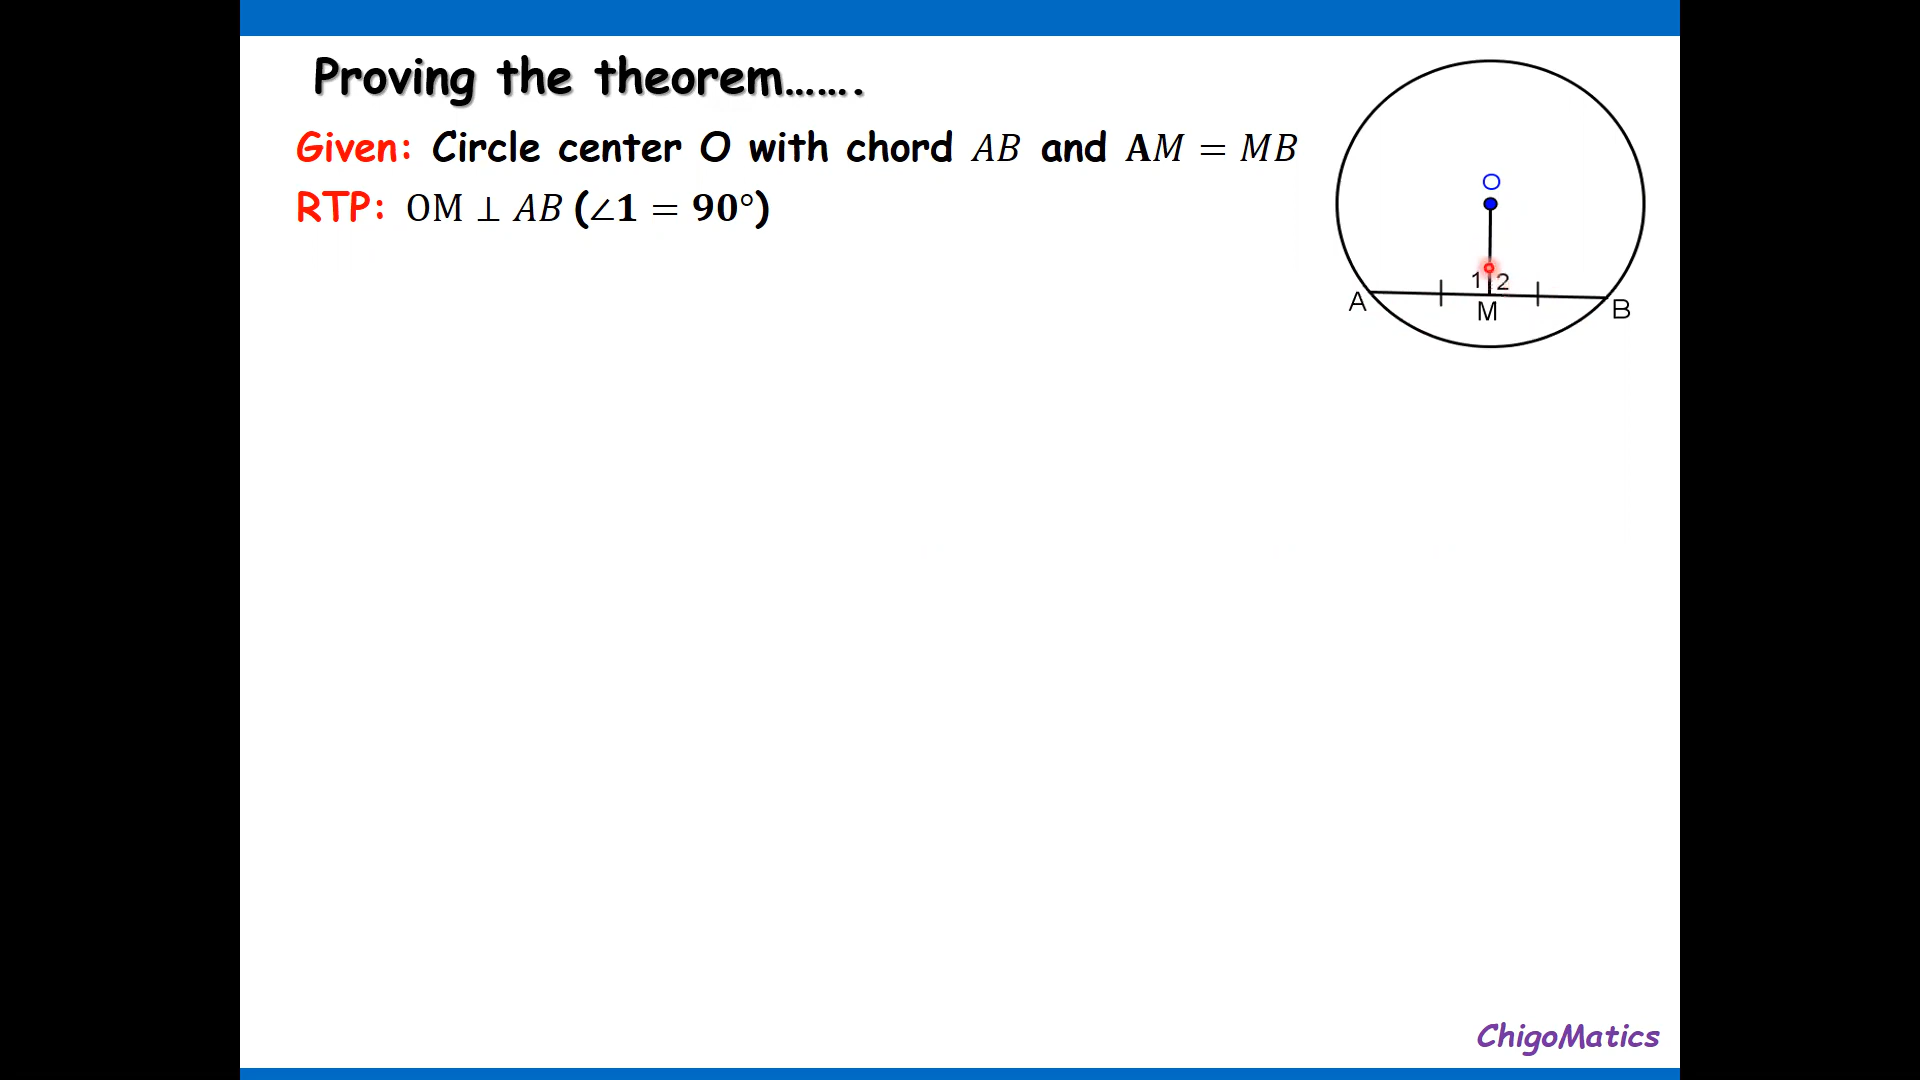 Proving the theorem…….
Given: Circle center O with chord AB and AM = MB
RTP: OM ⊥ AB (∠1 = 90°)
O
1 2
A M B
ChigoMatics